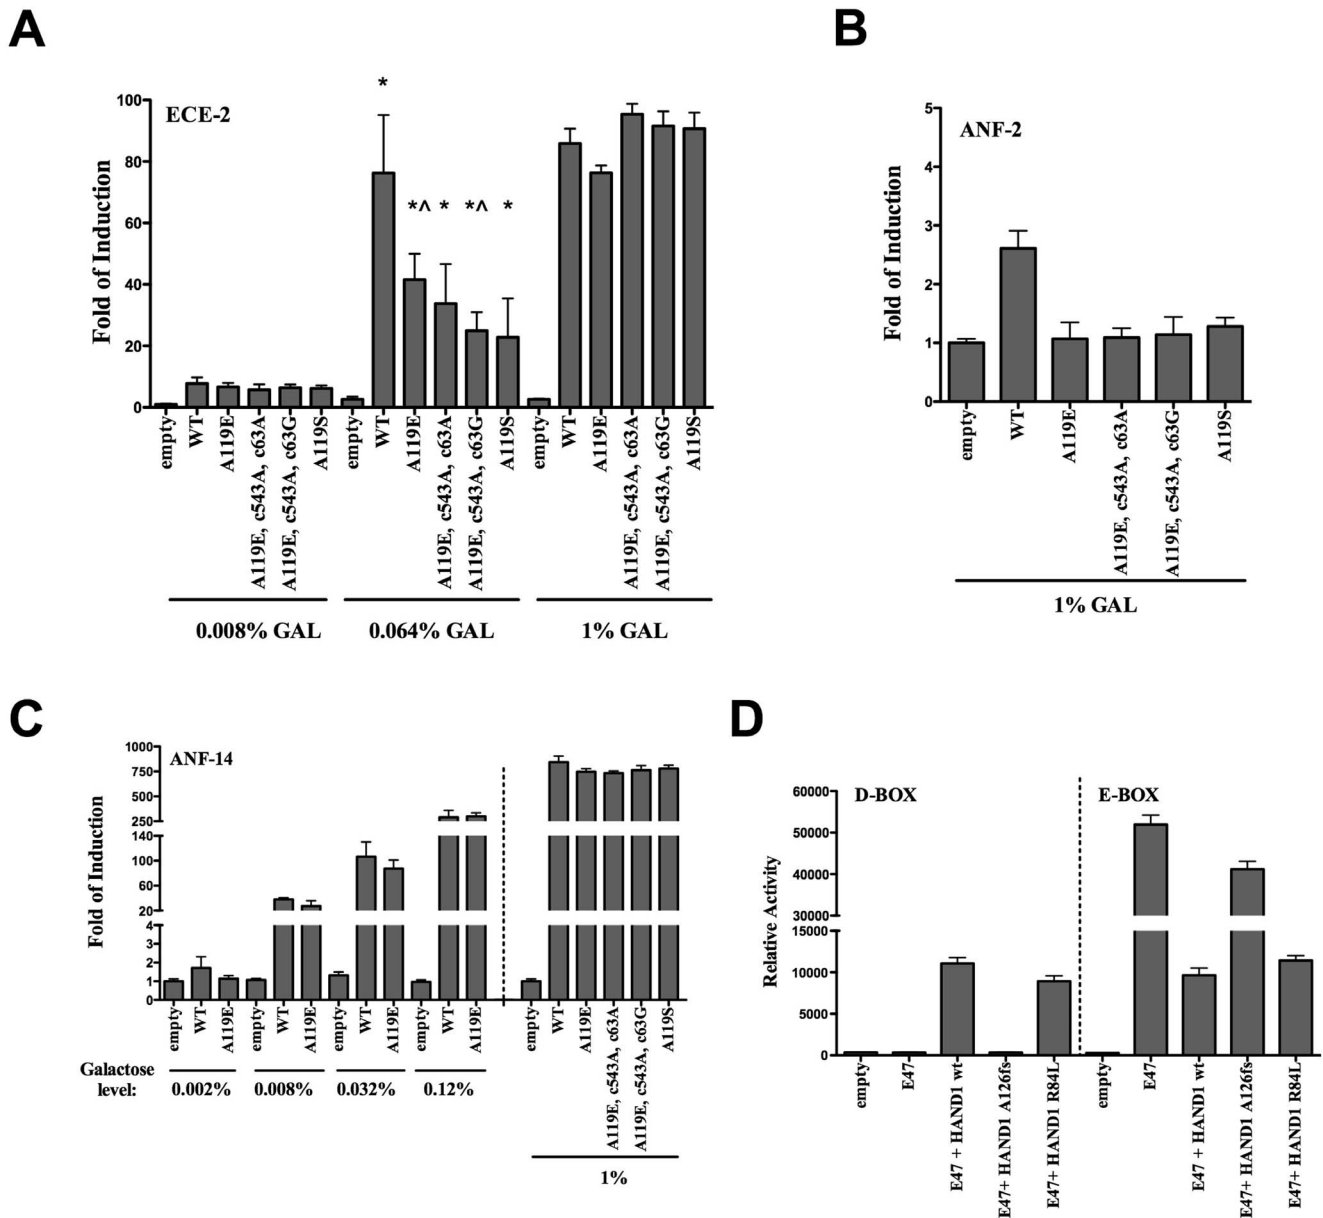 A
ECE-2
Fold of Induction
100
80
60
40
20
0
*
*^ * *^ *
empty
WT
A119E
A119E, c543A, c63A
A119E, c543A, c63G
A119S
empty
WT
A119E
A119E, c543A, c63A
A119E, c543A, c63G
A119S
empty
WT
A119E
A119E, c543A, c63A
A119E, c543A, c63G
A119S
0.008% GAL
0.064% GAL
1% GAL
B
ANF-2
Fold of Induction
5
4
3
2
1
0
empty
WT
A119E
A119E, c543A, c63A
A119E, c543A, c63G
A119S
1% GAL
C
ANF-14
Fold of Induction
1000
750
500
250
140
100
60
20
4
3
2
1
0
empty
WT
A119E
empty
WT
A119E
empty
WT
A119E
empty
WT
A119E
empty
WT
A119E
A119E, c543A, c63A
A119E, c543A, c63G
A119S
Galactose
level:
0.002%
0.008%
0.032%
0.12%
1%
D
D-BOX
E-BOX
Relative Activity
60000
50000
40000
30000
15000
10000
5000
0
empty
E47
E47 + HAND1 wt
E47+ HAND1 A126fs
E47+ HAND1 R84L
empty
E47
E47 + HAND1 wt
E47+ HAND1 A126fs
E47+ HAND1 R84L